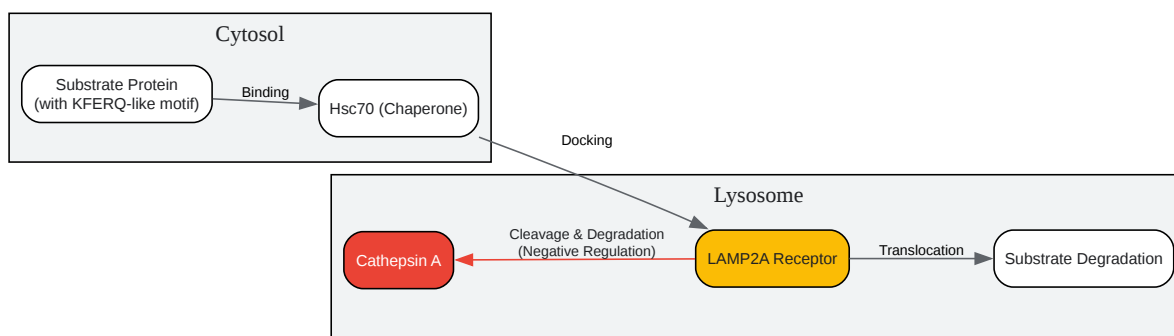 Cytosol
Substrate Protein
(with KFERQ-like motif)
Binding
Hsc70 (Chaperone)
Docking
Lysosome
Cathepsin A
Cleavage & Degradation
(Negative Regulation)
LAMP2A Receptor
Translocation
Substrate Degradation